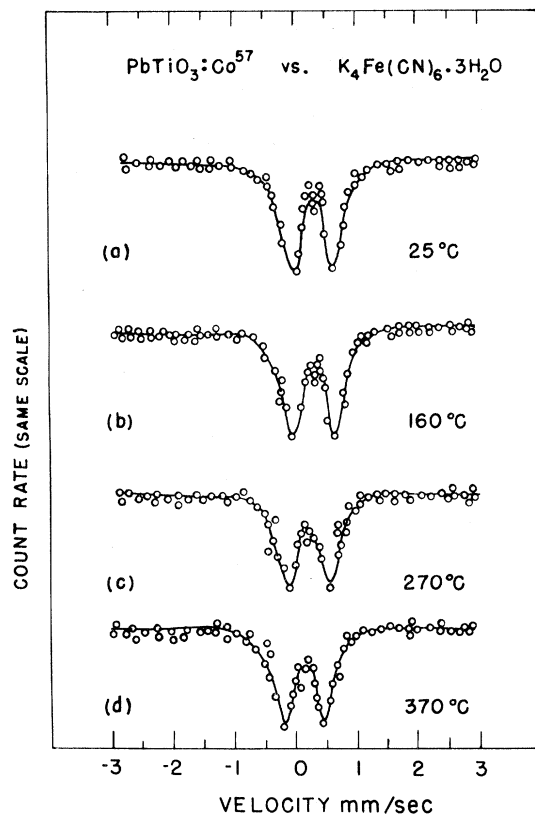 PbTiO₃:Co⁵⁷ vs. K₄Fe(CN)₆.3H₂O
(a) 25°C
(b) 160°C
(c) 270°C
(d) 370°C
COUNT RATE (SAME SCALE)
-3 -2 -1 0 1 2 3
VELOCITY mm/sec